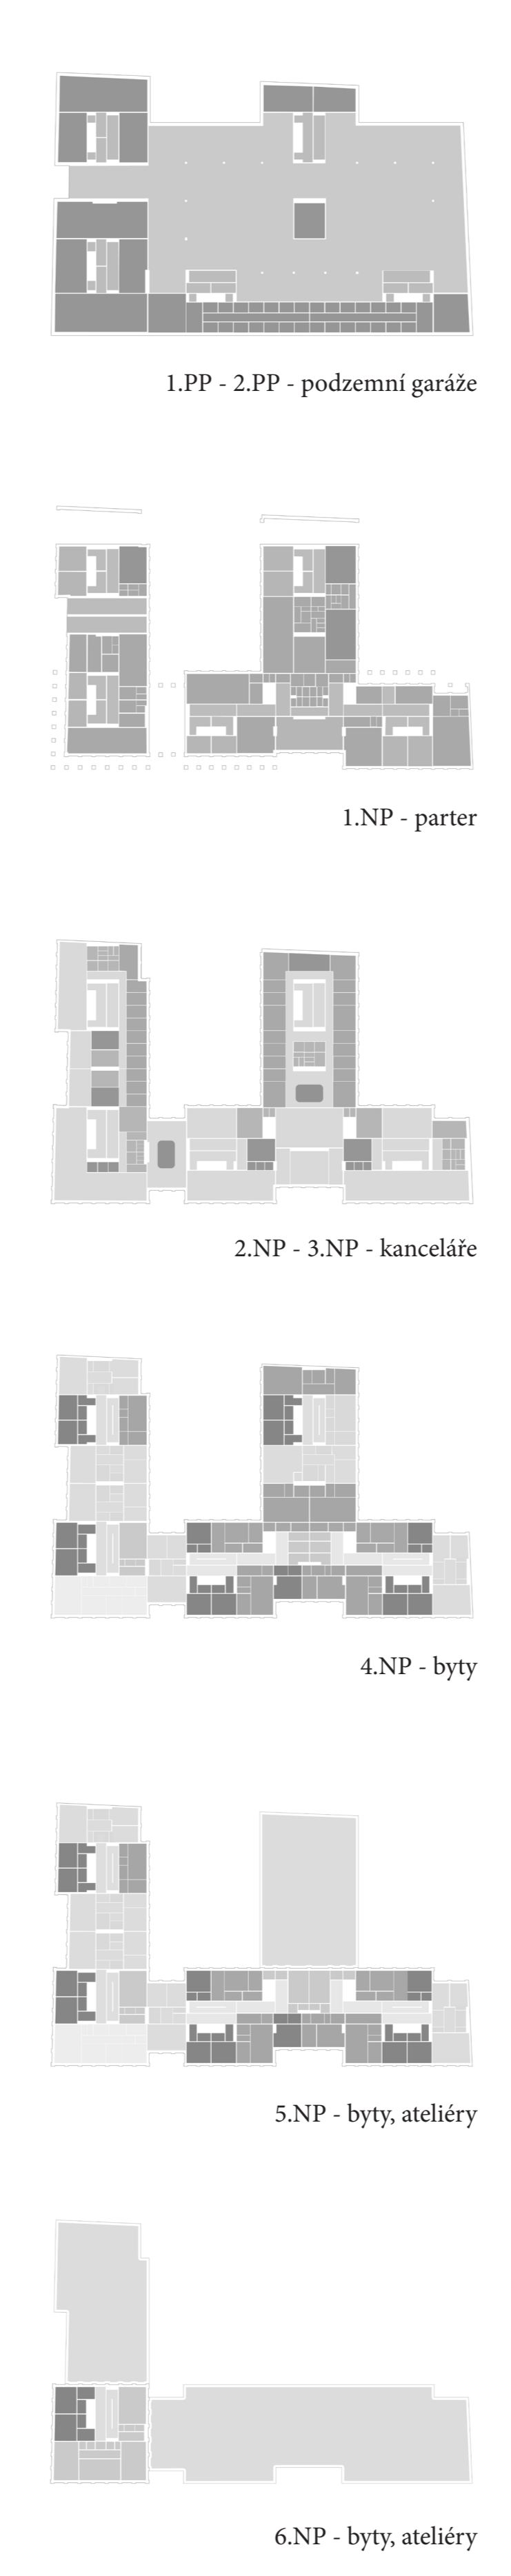 1.PP - 2.PP - podzemní garáže
1.NP - parter
2.NP - 3.NP - kanceláře
4.NP - byty
5.NP - byty, ateliéry
6.NP - byty, ateliéry